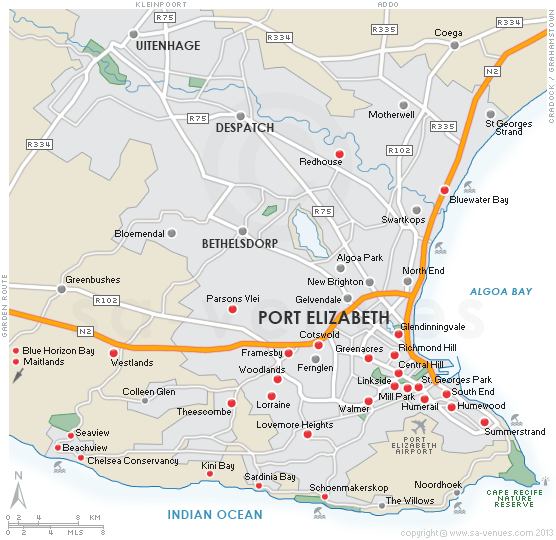 KLEINPOORT
ADDO
R75
R334
R334
UITENHAGE
Coega
N2
CRADOCK / GRAHAMSTOWN
R75
DESPATCH
Motherwell
R335
R335
St Georges
Strand
R334
Redhouse
R102
Bluewater Bay
R75
Swartkops
Bloemendal
BETHELSDORP
Algoa Park
Greenbushes
New Brighton
North End
ALGOA BAY
R102
Parsons Vlei
Gelvendale
GARDEN ROUTE
PORT ELIZABETH
N2
Cotswold
Glendinningvale
Blue Horizon Bay
Maitlands
Westlands
Framesby
Greenacres
Richmond Hill
Fernglen
Central Hill
Woodlands
Linkside
St. Georges Park
Colleen Glen
Lorraine
Mill Park
South End
Theescombe
Walmer
Humerail
Humewood
Seaview
Lovemore Heights
Summerstrand
Beachview
PORT
ELIZABETH
AIRPORT
Chelsea Conservancy
Kini Bay
Sardinia Bay
Noordhoek
N
Schoenmakerskop
CAPE RECIFE
NATURE
RESERVE
The Willows
0 2 4 8 KM
INDIAN OCEAN
0 2 4 8 MLS
copyright © www.sa-venues.com 2013